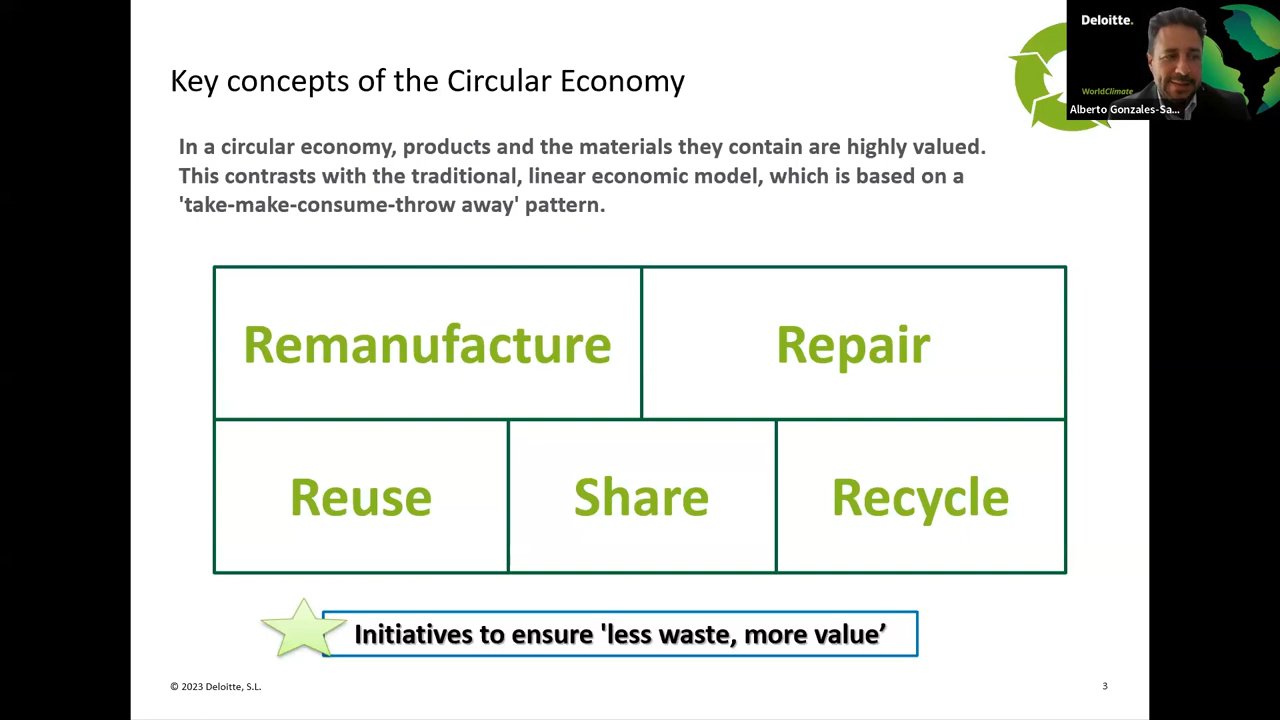 Key concepts of the Circular Economy
Deloitte.
WorldClimate
Alberto Gonzales-Sa...
In a circular economy, products and the materials they contain are highly valued.
This contrasts with the traditional, linear economic model, which is based on a
'take-make-consume-throw away' pattern.
Remanufacture
Repair
Reuse
Share
Recycle
Initiatives to ensure 'less waste, more value’
© 2023 Deloitte, S.L.
3